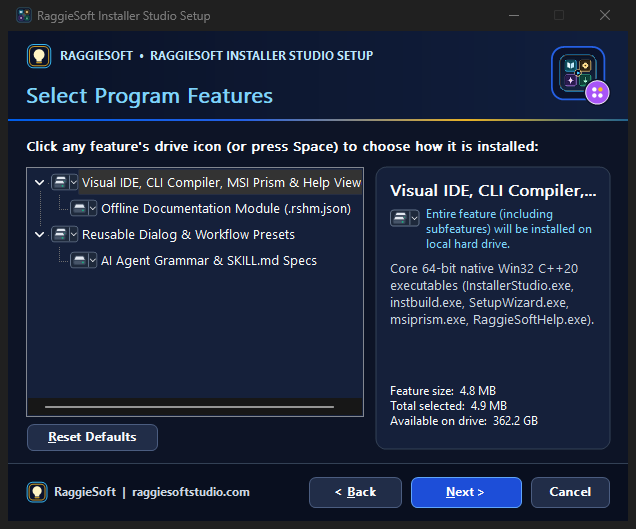 RaggieSoft Installer Studio Setup
RAGGIESOFT • RAGGIESOFT INSTALLER STUDIO SETUP
Select Program Features
Click any feature's drive icon (or press Space) to choose how it is installed:
Visual IDE, CLI Compiler, MSI Prism & Help View
Offline Documentation Module (.rshm.json)
Reusable Dialog & Workflow Presets
AI Agent Grammar & SKILL.md Specs
Visual IDE, CLI Compiler,...
Entire feature (including
subfeatures) will be installed on
local hard drive.
Core 64-bit native Win32 C++20
executables (InstallerStudio.exe,
instbuild.exe, SetupWizard.exe,
msiprism.exe, RaggieSoftHelp.exe).
Feature size: 4.8 MB
Total selected: 4.9 MB
Available on drive: 362.2 GB
Reset Defaults
RaggieSoft | raggiesoftstudio.com
< Back
Next >
Cancel